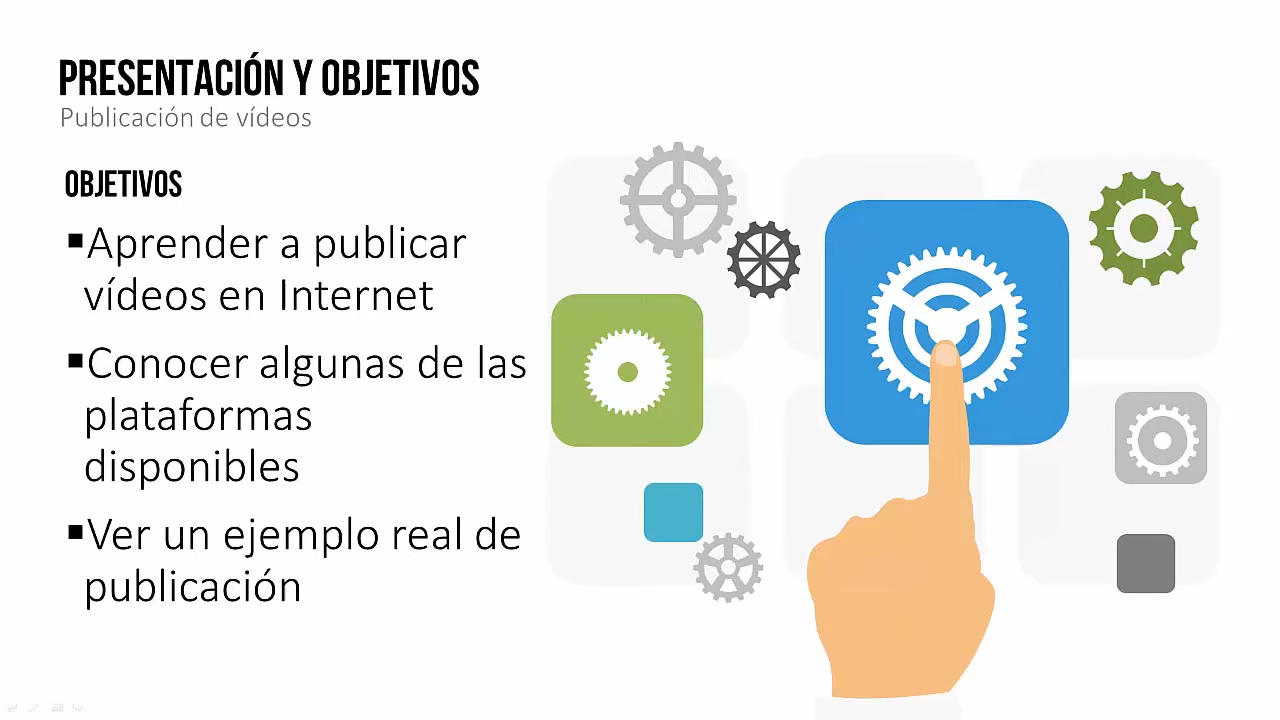 PRESENTACIÓN Y OBJETIVOS
Publicación de vídeos
OBJETIVOS
▪Aprender a publicar
vídeos en Internet
▪Conocer algunas de las
plataformas
disponibles
▪Ver un ejemplo real de
publicación